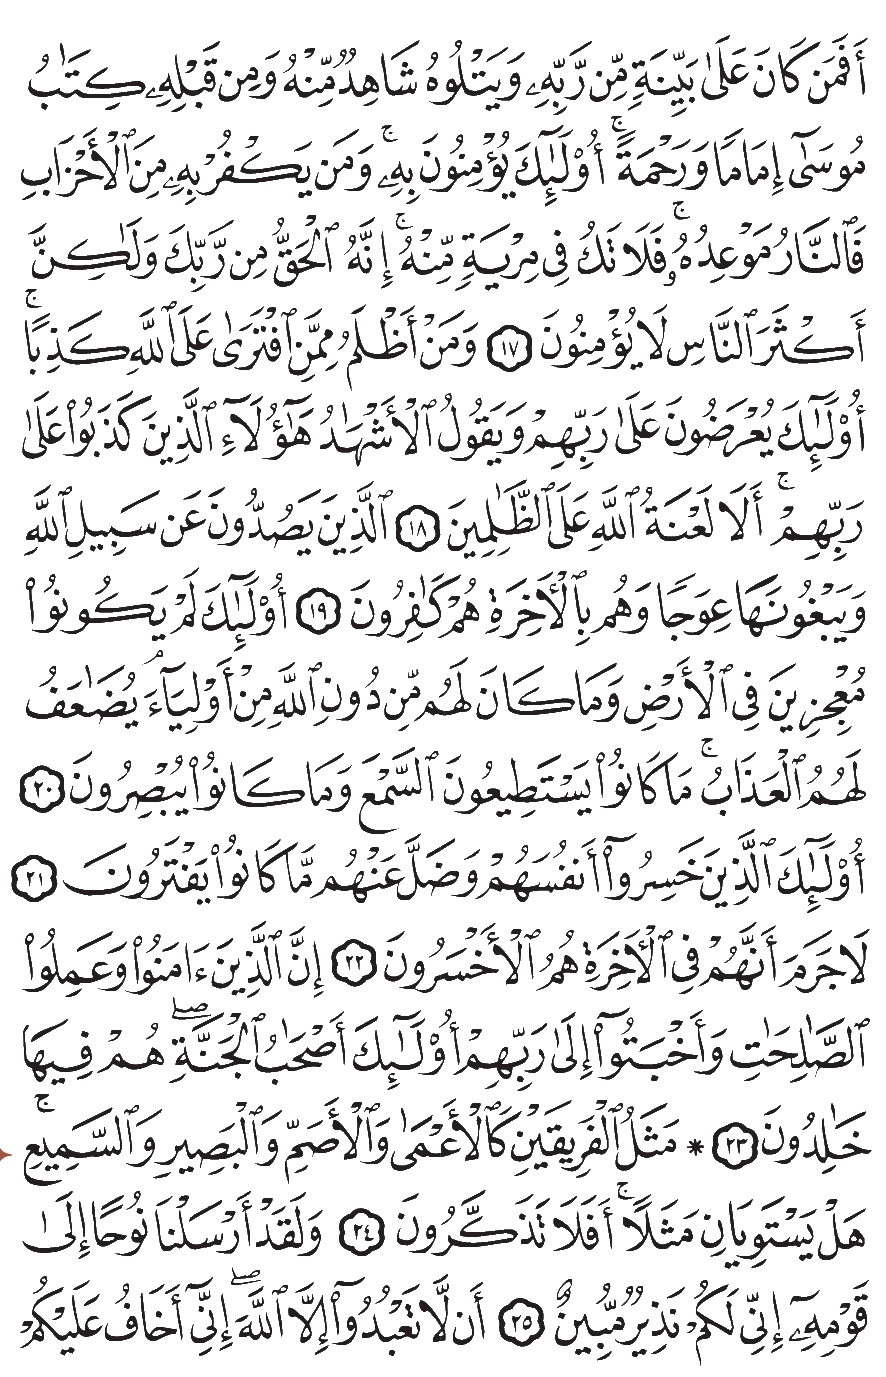 أَفَمَن كَانَ عَلَىٰ بَيِّنَةٍ مِّن رَّبِّهِۦ وَيَتْلُوهُ شَاهِدٌ مِّنْهُ وَمِن قَبْلِهِۦ كِتَٰبُ
مُوسَىٰٓ إِمَامًا وَرَحْمَةًۚ أُو۟لَٰٓئِكَ يُؤْمِنُونَ بِهِۦۚ وَمَن يَكْفُرْ بِهِۦ مِنَ ٱلْأَحْزَابِ
فَٱلنَّارُ مَوْعِدُهُۥۚ فَلَا تَكُ فِى مِرْيَةٍ مِّنْهُۚ إِنَّهُ ٱلْحَقُّ مِن رَّبِّكَ وَلَٰكِنَّ
أَكْثَرَ ٱلنَّاسِ لَا يُؤْمِنُونَ ١٧ وَمَنْ أَظْلَمُ مِمَّنِ ٱفْتَرَىٰ عَلَى ٱللَّهِ كَذِبًاۚ
أُو۟لَٰٓئِكَ يُعْرَضُونَ عَلَىٰ رَبِّهِمْ وَيَقُولُ ٱلْأَشْهَٰدُ هَٰٓؤُلَآءِ ٱلَّذِينَ كَذَبُوا۟ عَلَىٰ
رَبِّهِمْۚ أَلَا لَعْنَةُ ٱللَّهِ عَلَى ٱلظَّٰلِمِينَ ١٨ ٱلَّذِينَ يَصُدُّونَ عَن سَبِيلِ ٱللَّهِ
وَيَبْغُونَهَا عِوَجًا وَهُم بِٱلْأَخِرَةِ هُمْ كَٰفِرُونَ ١٩ أُو۟لَٰٓئِكَ لَمْ يَكُونُوا۟
مُعْجِزِينَ فِى ٱلْأَرْضِ وَمَا كَانَ لَهُم مِّن دُونِ ٱللَّهِ مِنْ أَوْلِيَآءَۘ يُضَٰعَفُ
لَهُمُ ٱلْعَذَابُۚ مَا كَانُوا۟ يَسْتَطِيعُونَ ٱلسَّمْعَ وَمَا كَانُوا۟ يُبْصِرُونَ ٢٠
أُو۟لَٰٓئِكَ ٱلَّذِينَ خَسِرُوٓا۟ أَنفُسَهُمْ وَضَلَّ عَنْهُم مَّا كَانُوا۟ يَفْتَرُونَ ٢١
لَا جَرَمَ أَنَّهُمْ فِى ٱلْأَخِرَةِ هُمُ ٱلْأَخْسَرُونَ ٢٢ إِنَّ ٱلَّذِينَ ءَامَنُوا۟ وَعَمِلُوا۟
ٱلصَّٰلِحَٰتِ وَأَخْبَتُوٓا۟ إِلَىٰ رَبِّهِمْ أُو۟لَٰٓئِكَ أَصْحَٰبُ ٱلْجَنَّةِۖ هُمْ فِيهَا
خَٰلِدُونَ ٢٣ * مَثَلُ ٱلْفَرِيقَيْنِ كَٱلْأَعْمَىٰ وَٱلْأَصَمِّ وَٱلْبَصِيرِ وَٱلسَّمِيعِۚ
هَلْ يَسْتَوِيَانِ مَثَلًاۚ أَفَلَا تَذَكَّرُونَ ٢٤ وَلَقَدْ أَرْسَلْنَا نُوحًا إِلَىٰ
قَوْمِهِۦٓ إِنِّى لَكُمْ نَذِيرٌ مُّبِينٌ ٢٥ أَن لَّا تَعْبُدُوٓا۟ إِلَّا ٱللَّهَۖ إِنِّىٓ أَخَافُ عَلَيْكُمْ